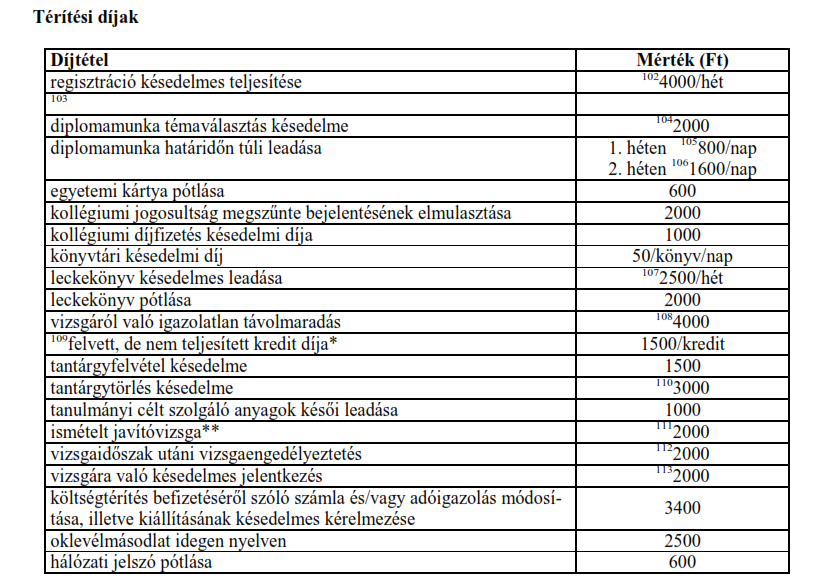 Térítési díjak
Díjtétel Mérték (Ft)
regisztráció késedelmes teljesítése 1024000/hét
103
diplomamunka témaválasztás késedelme 1042000
diplomamunka határidőn túli leadása 1. héten 105800/nap
2. héten 1061600/nap
egyetemi kártya pótlása 600
kollégiumi jogosultság megszűnte bejelentésének elmulasztása 2000
kollégiumi díjfizetés késedelmi díja 1000
könyvtári késedelmi díj 50/könyv/nap
leckekönyv késedelmes leadása 1072500/hét
leckekönyv pótlása 2000
vizsgáról való igazolatlan távolmaradás 1084000
109felvett, de nem teljesített kredit díja* 1500/kredit
tantárgyfelvétel késedelme 1500
tantárgytörlés késedelme 1103000
tanulmányi célt szolgáló anyagok késői leadása 1000
ismételt javítóvizsga** 1112000
vizsgaidőszak utáni vizsgaengedélyeztetés 1122000
vizsgára való késedelmes jelentkezés 1132000
költségtérítés befizetéséről szóló számla és/vagy adóigazolás módosí-
tása, illetve kiállításának késedelmes kérelmezése 3400
oklevélmásodlat idegen nyelven 2500
hálózati jelszó pótlása 600